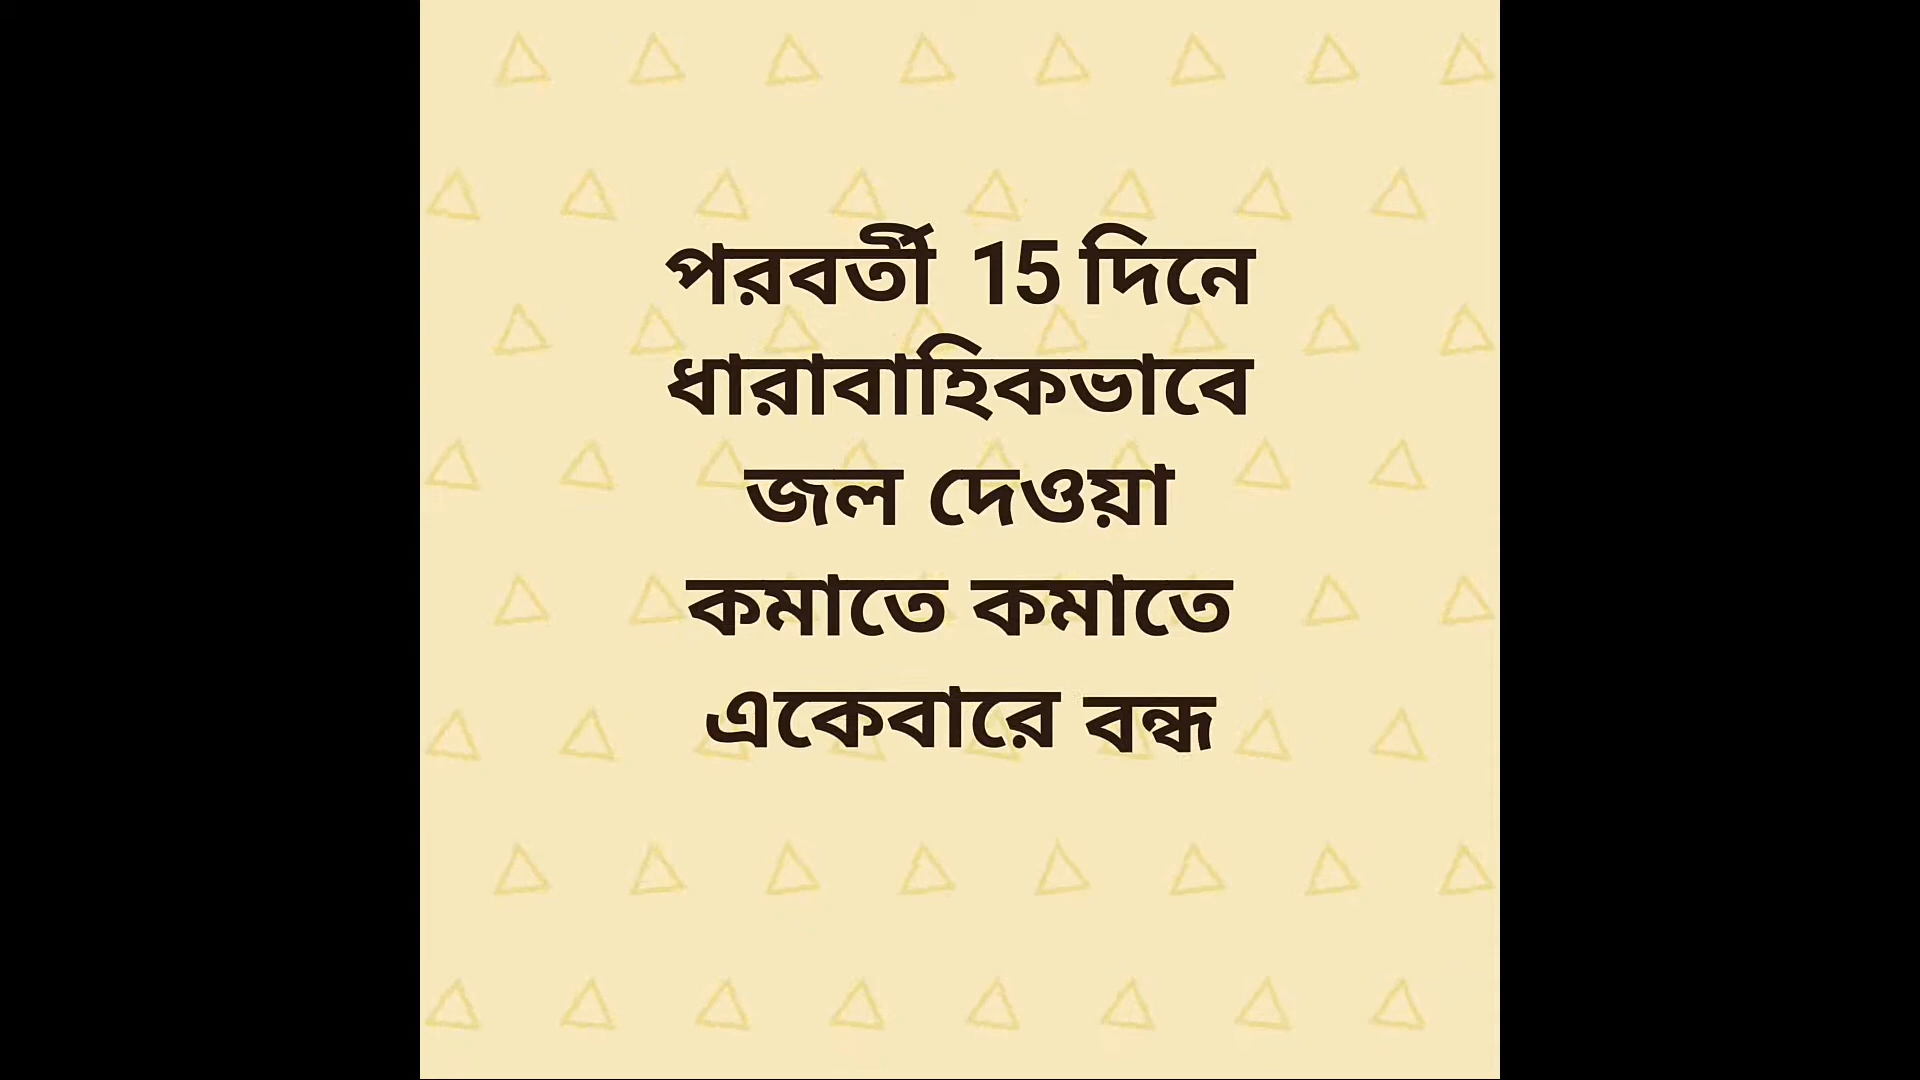 পরবর্তী 15 দিনে
ধারাবাহিকভাবে
জল দেওয়া
কমাতে কমাতে
একেবারে বন্ধ